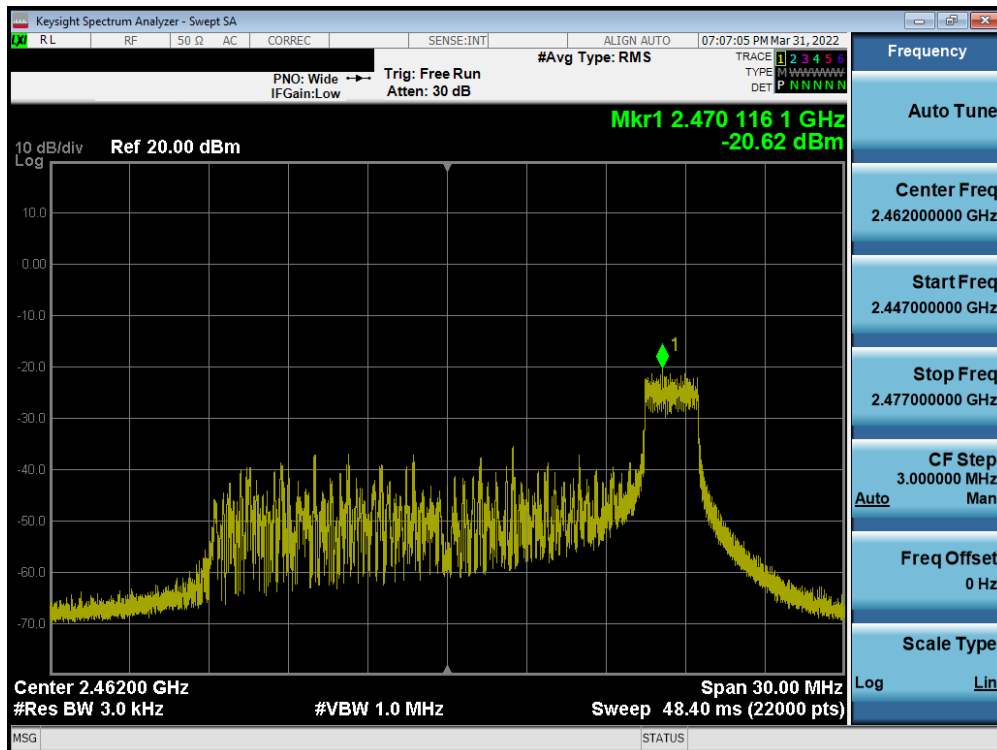 Keysight Spectrum Analyzer - Swept SA
LXI RL RF 50 Ω AC CORREC SENSE:INT ALIGN AUTO 07:07:05 PM Mar 31, 2022
Frequency
#Avg Type: RMS
TRACE 1 2 3 4 5 6
PNO: Wide
Trig: Free Run
TYPE M WWWWW
IFGain:Low
Atten: 30 dB
DET P N N N N N
Auto Tune
Mkr1 2.470 116 1 GHz
-20.62 dBm
10 dB/div
Ref 20.00 dBm
Log
Center Freq
2.462000000 GHz
10.0
0.00
-10.0
-20.0
-30.0
-40.0
-50.0
-60.0
-70.0
1
Start Freq
2.447000000 GHz
Stop Freq
2.477000000 GHz
CF Step
3.000000 MHz
Auto Man
Freq Offset
0 Hz
Scale Type
Log Lin
Center 2.46200 GHz
Span 30.00 MHz
#Res BW 3.0 kHz
#VBW 1.0 MHz
Sweep 48.40 ms (22000 pts)
MSG
STATUS